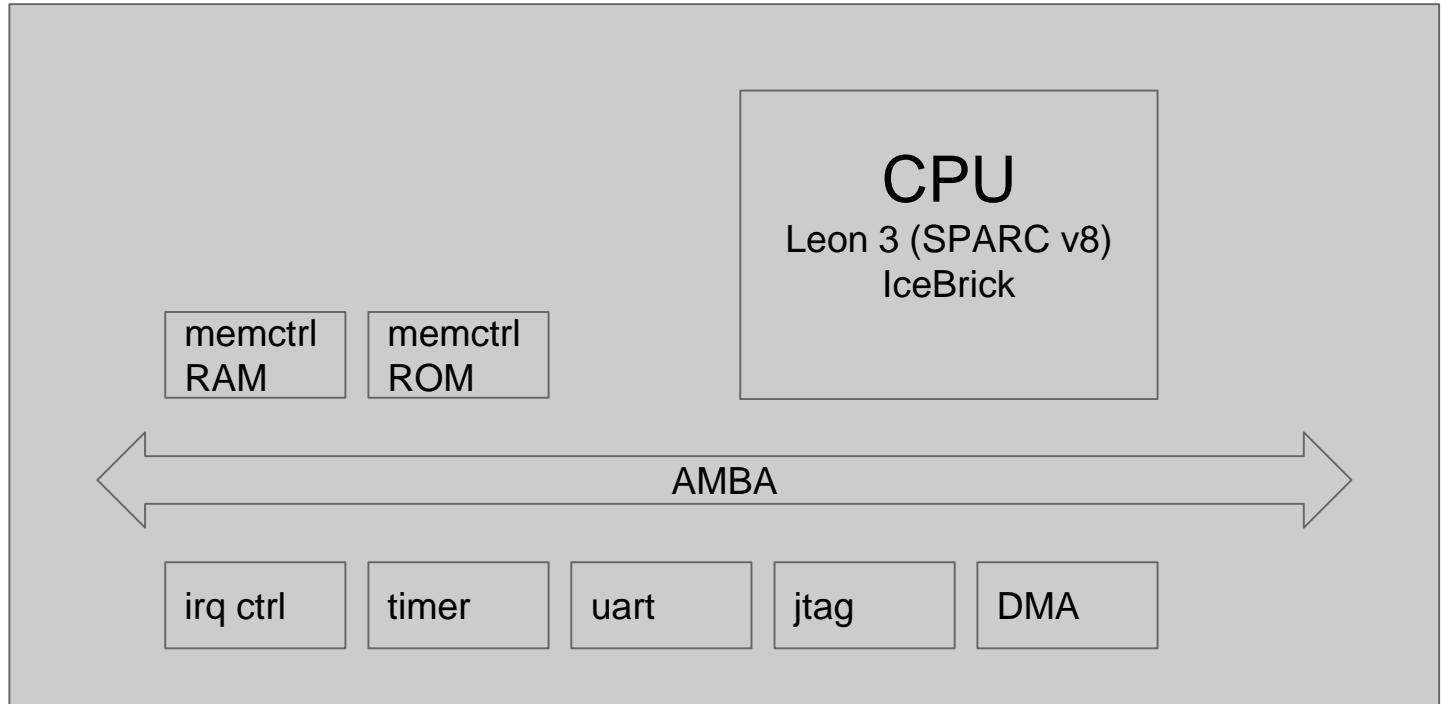 CPU
Leon 3 (SPARC v8)
IceBrick
memctrl
RAM
memctrl
ROM
AMBA
irq ctrl
timer
uart
jtag
DMA